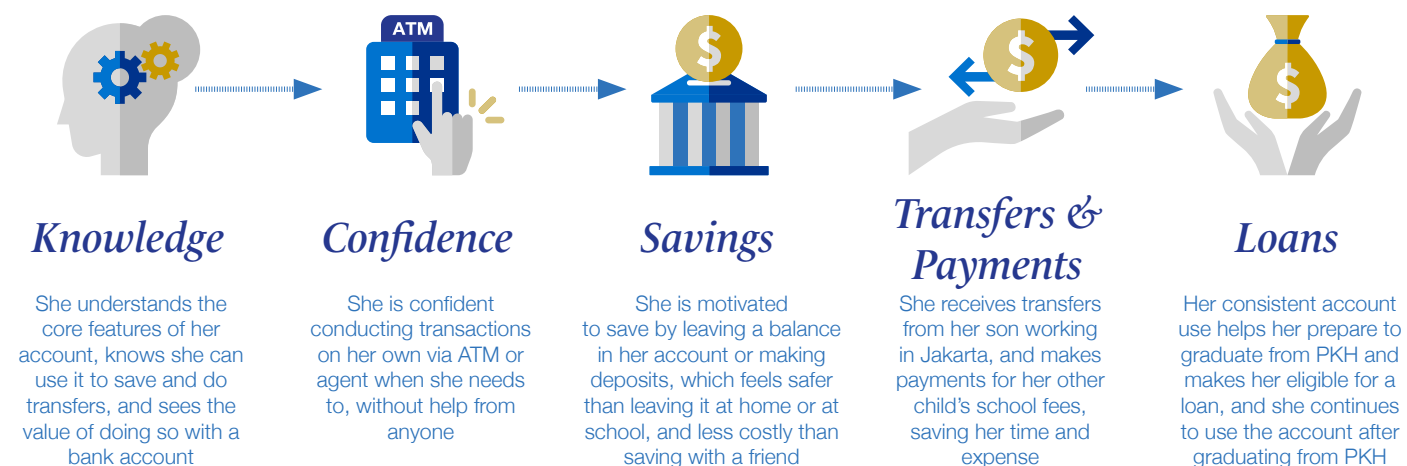 ATM
$
$
$
Knowledge
She understands the
core features of her
account, knows she can
use it to save and do
transfers, and sees the
value of doing so with a
bank account
Confidence
She is confident
conducting transactions
on her own via ATM or
agent when she needs
to, without help from
anyone
Savings
She is motivated
to save by leaving a balance
in her account or making
deposits, which feels safer
than leaving it at home or at
school, and less costly than
saving with a friend
Transfers &
Payments
She receives transfers
from her son working
in Jakarta, and makes
payments for her other
child’s school fees,
saving her time and
expense
Loans
Her consistent account
use helps her prepare to
graduate from PKH and
makes her eligible for a
loan, and she continues
to use the account after
graduating from PKH